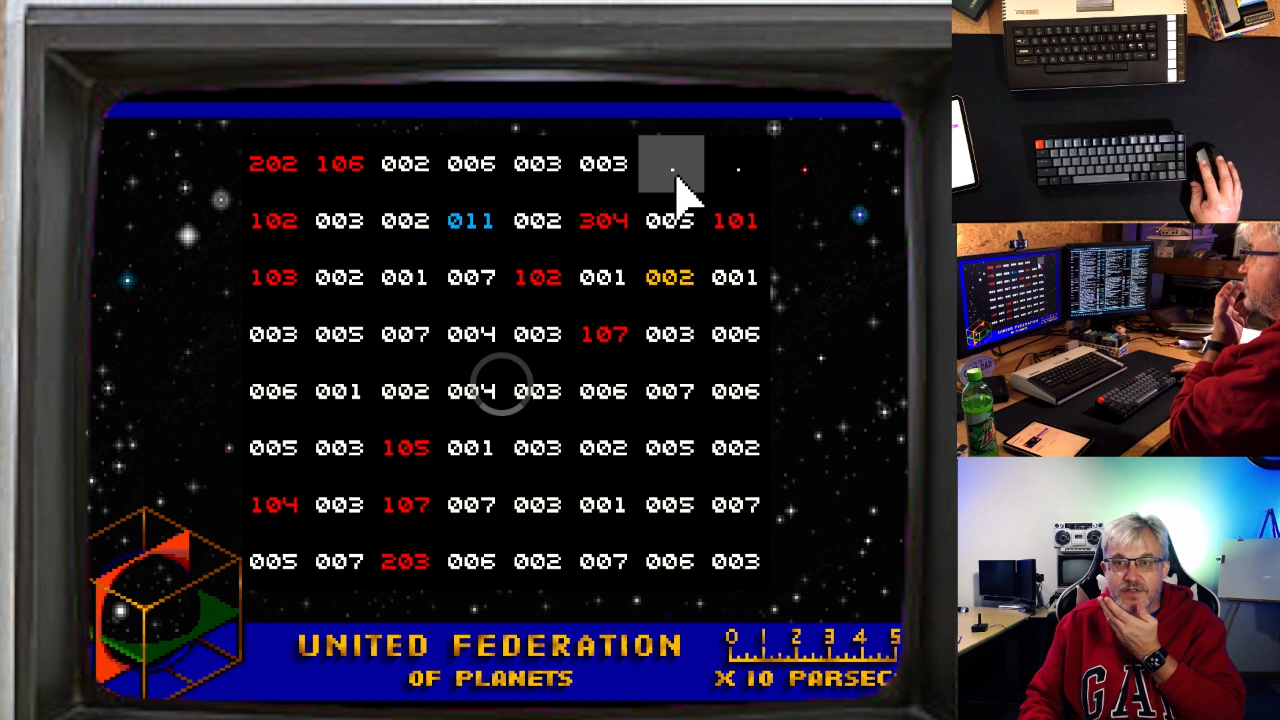 202 106 002 006 003 003 . .
102 003 002 011 002 304 005 101
103 002 001 007 102 001 002 001
003 005 007 004 003 107 003 006
006 001 002 004 003 006 007 006
005 003 105 001 003 002 005 002
104 003 107 007 003 001 005 007
005 007 203 006 002 007 006 003
UNITED FEDERATION
OF PLANETS
0 1 2 3 4 5
X 10 PARSEC
GA